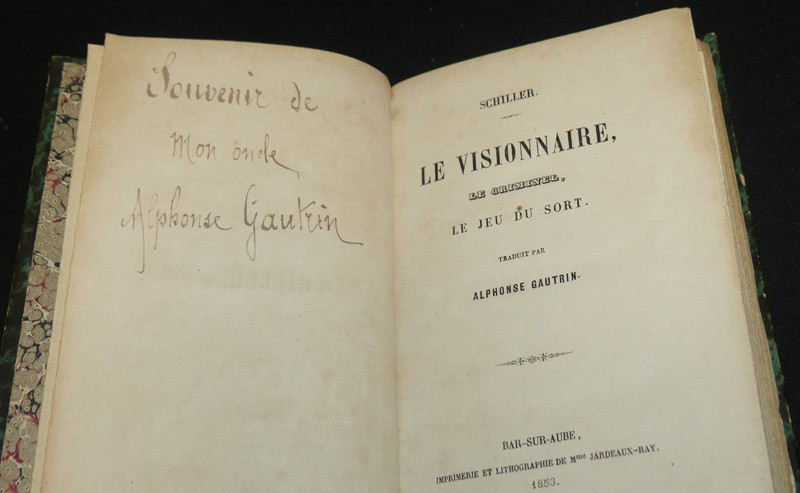 Souvenir de
Mon oncle
Alphonse Gautrin
SCHILLER.
LE VISIONNAIRE,
LE CRIMINEL,
LE JEU DU SORT.
TRADUIT PAR
ALPHONSE GAUTRIN.
BAR-SUR-AUBE,
IMPRIMERIE ET LITHOGRAPHIE DE Mme JARDEAUX-RAY.
1853.